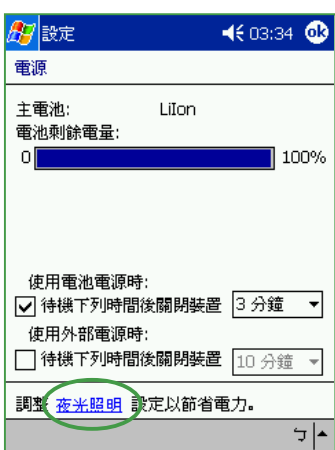 設定 03:34 ok
電源
主電池: LiIon
電池剩餘電量:
0 100%
使用電池電源時:
待機下列時間後關閉裝置 3 分鐘
使用外部電源時:
待機下列時間後關閉裝置 10 分鐘
調整 夜光照明 設定以節省電力。
ㄅ